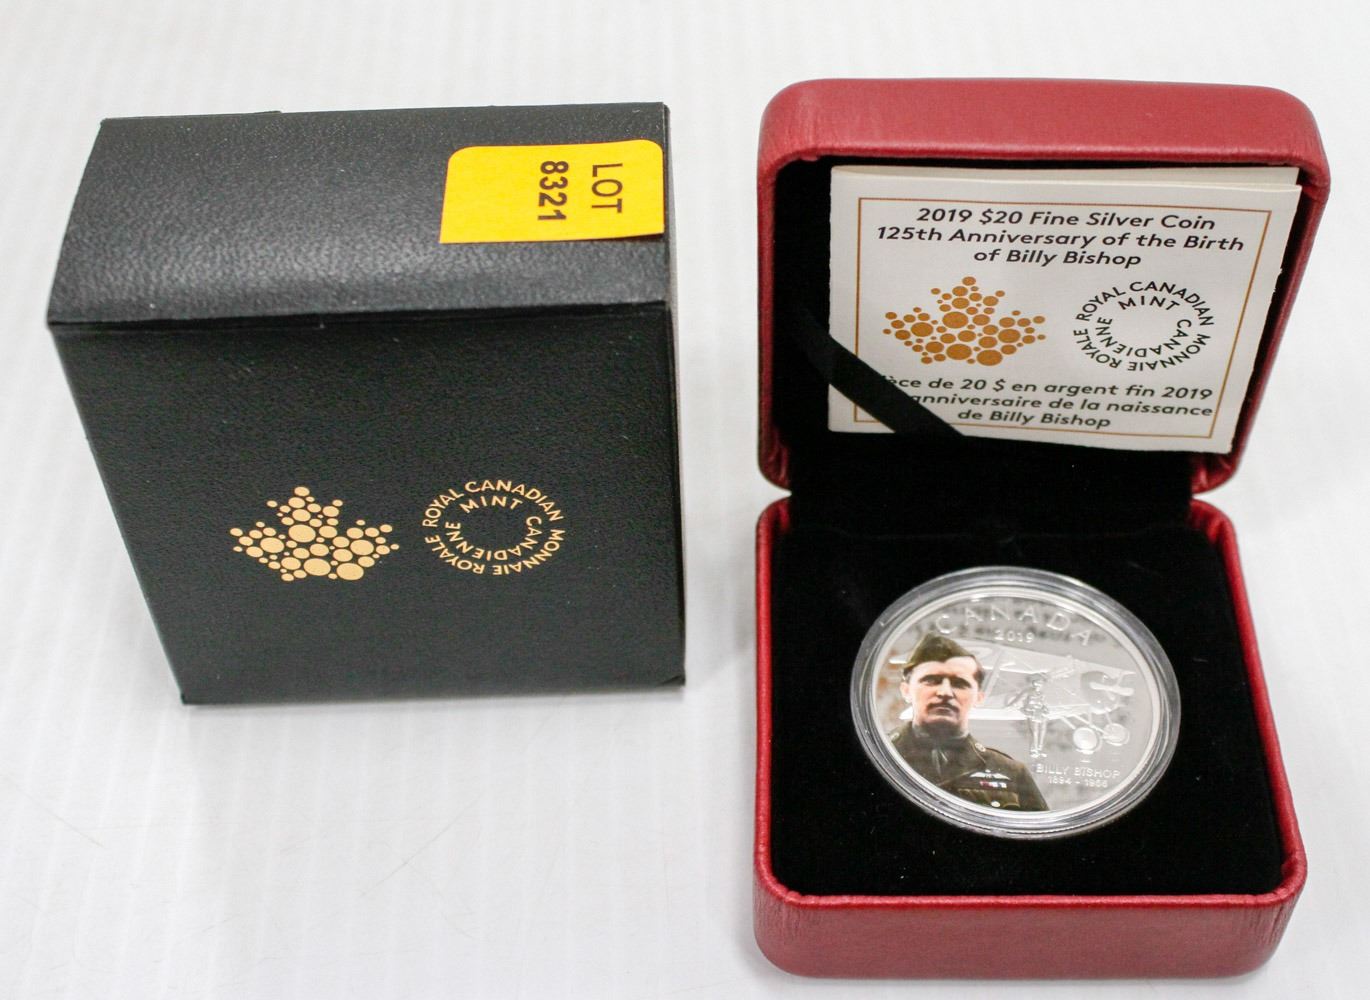 LOT
8321
ROYAL CANADIAN MINT
MONNAIE ROYALE CANADIENNE
2019 $20 Fine Silver Coin
125th Anniversary of the Birth
of Billy Bishop
ROYAL CANADIAN MINT
MONNAIE ROYALE CANADIENNE
de 20 $ en argent fin 2019
anniversaire de la naissance
de Billy Bishop
CANADA
2019
BILLY BISHOP
1894 - 1956